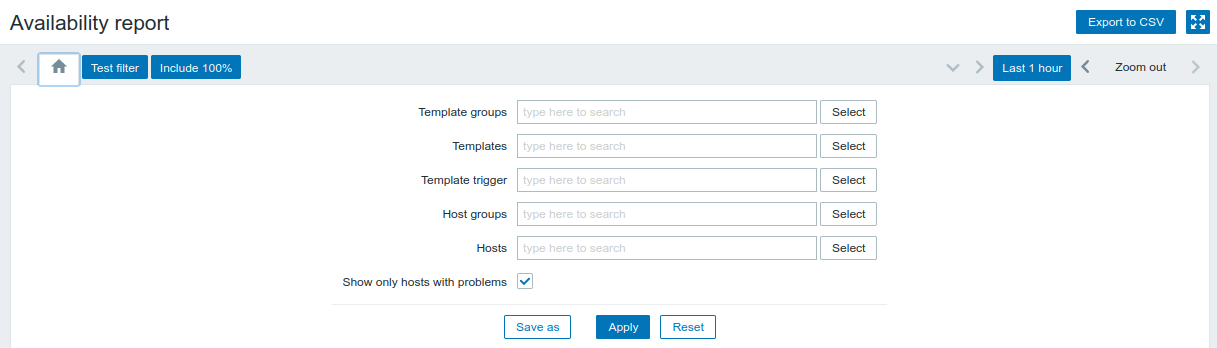 Availability report
Export to CSV
Test filter Include 100% Last 1 hour Zoom out
Template groups type here to search Select
Templates type here to search Select
Template trigger type here to search Select
Host groups type here to search Select
Hosts type here to search Select
Show only hosts with problems
Save as Apply Reset